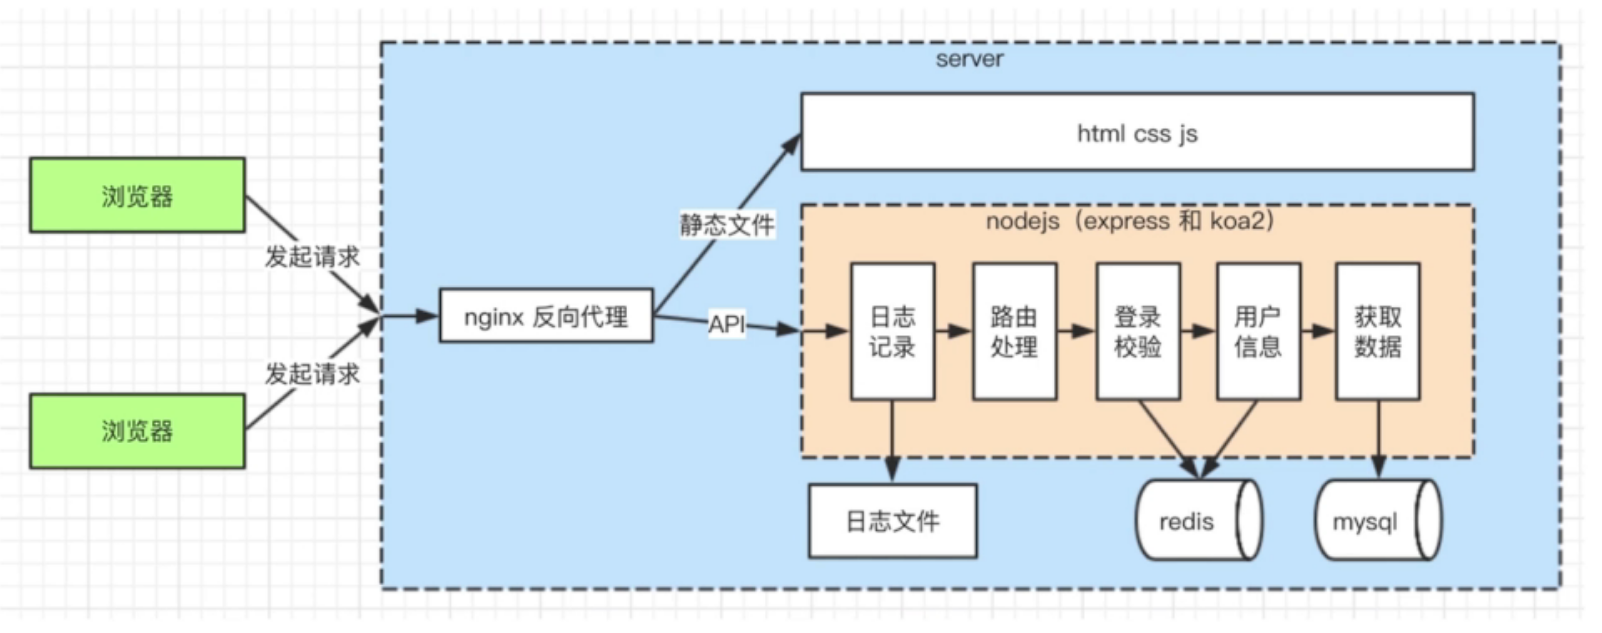 server
html css js
浏览器
发起请求
静态文件
nodejs（express 和 koa2）
nginx 反向代理
API
日志
记录
路由
处理
登录
校验
用户
信息
获取
数据
发起请求
浏览器
日志文件
redis
mysql